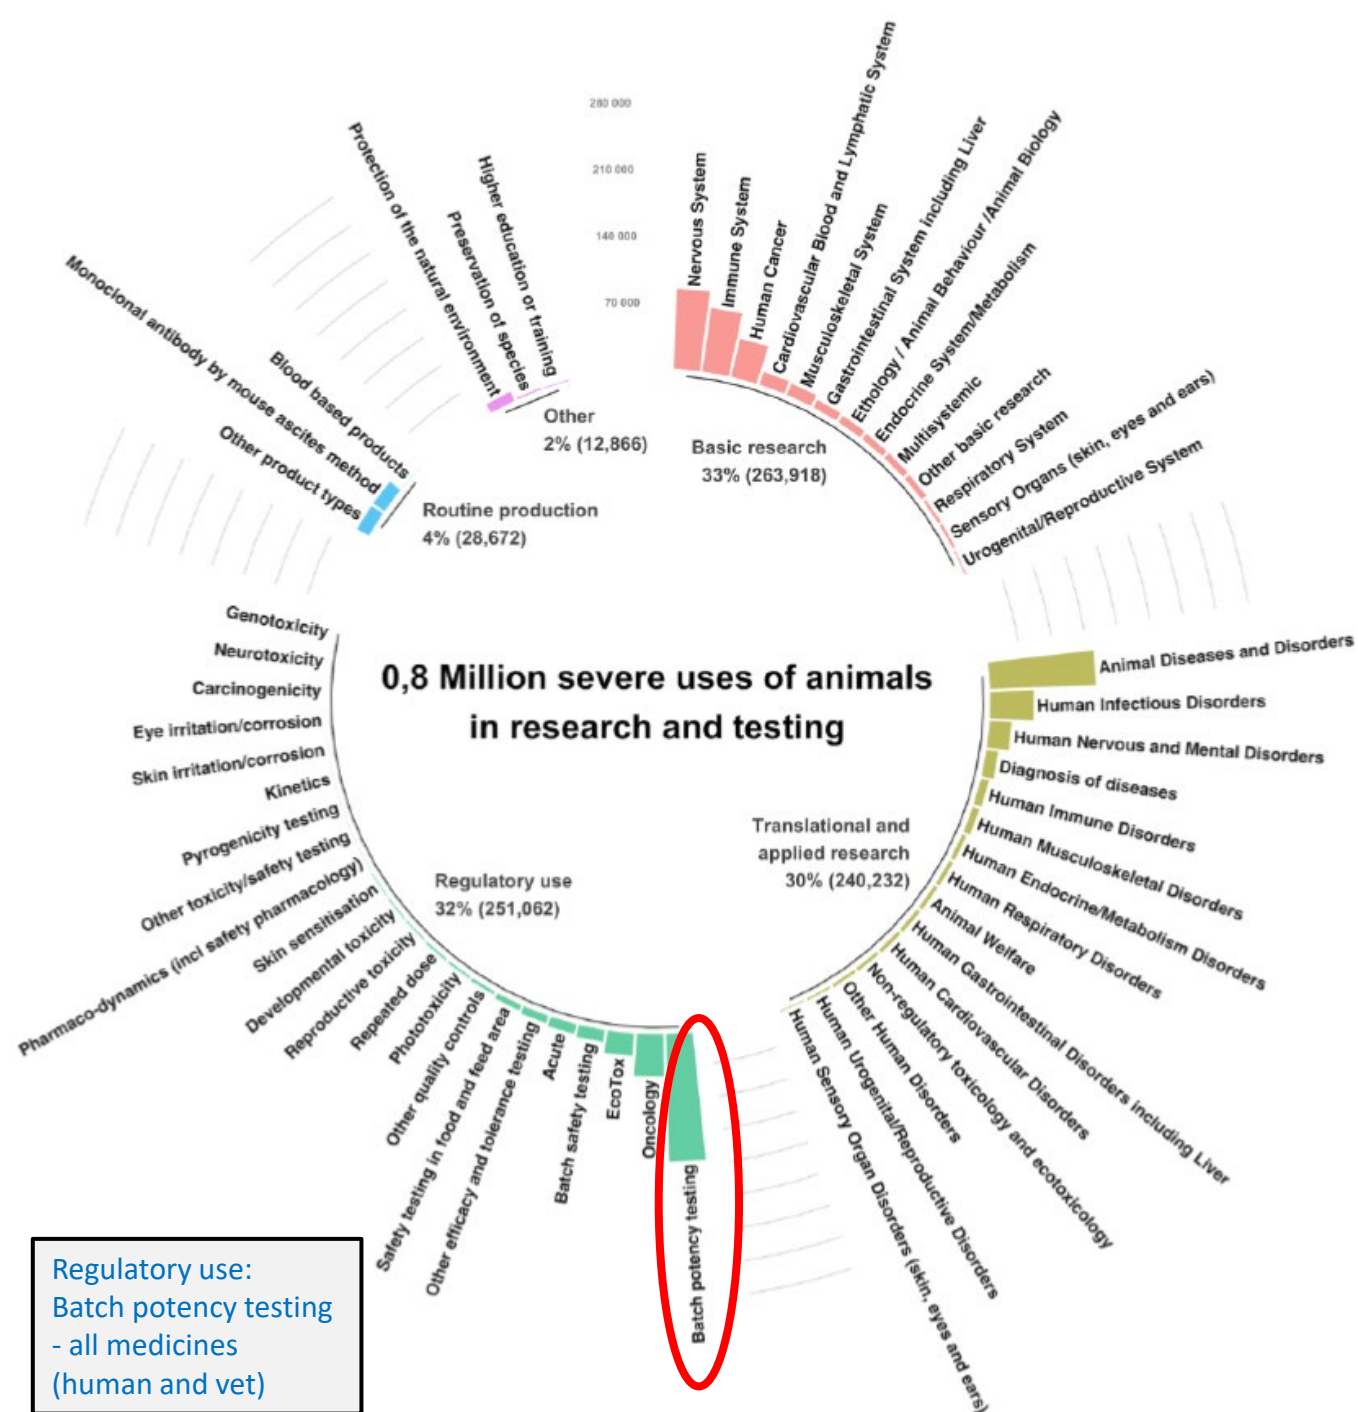 280 000
210 000
140 000
70 000
Nervous System
Immune System
Human Cancer
Cardiovascular Blood and Lymphatic System
Musculoskeletal System
Gastrointestinal System including Liver
Ethology / Animal Behaviour /Animal Biology
Endocrine System/Metabolism
Multisystemic
Other basic research
Respiratory System
Sensory Organs (skin, eyes and ears)
Urogenital/Reproductive System
Basic research
33% (263,918)
Animal Diseases and Disorders
Human Infectious Disorders
Human Nervous and Mental Disorders
Diagnosis of diseases
Human Immune Disorders
Human Musculoskeletal Disorders
Human Endocrine/Metabolism Disorders
Human Respiratory Disorders
Animal Welfare
Human Gastrointestinal Disorders including Liver
Human Cardiovascular Disorders
Non-regulatory toxicology and ecotoxicology
Other Human Disorders
Human Urogenital/Reproductive Disorders
Human Sensory Organ Disorders (skin, eyes and ears)
Translational and
applied research
30% (240,232)
Batch potency testing
Oncology
EcoTox
Batch safety testing
Acute
Other efficacy and tolerance testing
Safety testing in food and feed area
Other quality controls
Phototoxicity
Repeated dose
Reproductive toxicity
Developmental toxicity
Skin sensitisation
Pharmaco-dynamics (incl safety pharmacology)
Other toxicity/safety testing
Pyrogenicity testing
Kinetics
Skin irritation/corrosion
Eye irritation/corrosion
Carcinogenicity
Neurotoxicity
Genotoxicity
Regulatory use
32% (251,062)
Other product types
Monoclonal antibody by mouse ascites method
Blood based products
Routine production
4% (28,672)
Protection of the natural environment
Preservation of species
Higher education or training
Other
2% (12,866)
0,8 Million severe uses of animals
in research and testing
Regulatory use:
Batch potency testing
- all medicines
(human and vet)